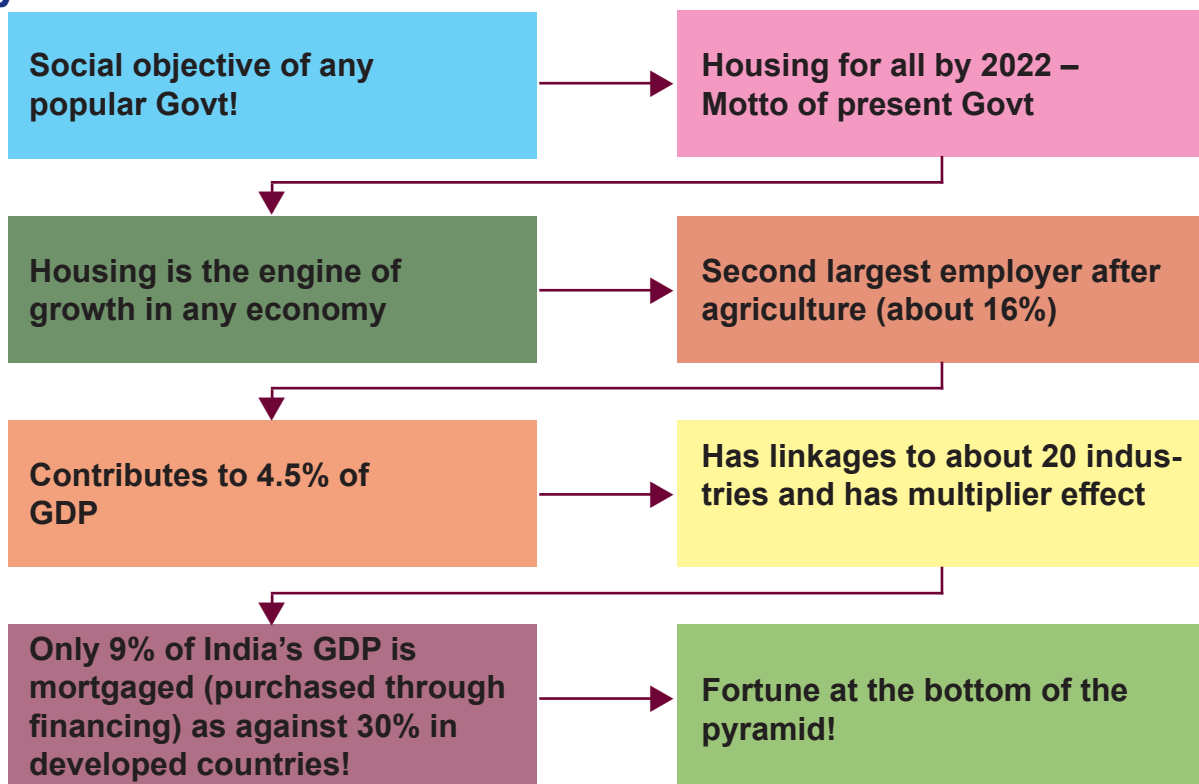 Social objective of any
popular Govt!
Housing for all by 2022 –
Motto of present Govt
Housing is the engine of
growth in any economy
Second largest employer after
agriculture (about 16%)
Contributes to 4.5% of
GDP
Has linkages to about 20 indus-
tries and has multiplier effect
Only 9% of India’s GDP is
mortgaged (purchased through
financing) as against 30% in
developed countries!
Fortune at the bottom of the
pyramid!